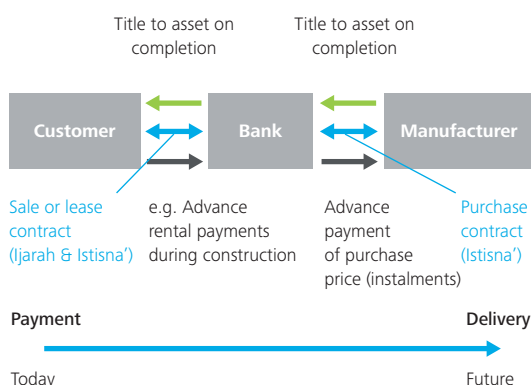 Title to asset on
completion
Title to asset on
completion
Customer
Bank
Manufacturer
Sale or lease
contract
(Ijarah & Istisna’)
e.g. Advance
rental payments
during construction
Advance
payment
of purchase
price (instalments)
Purchase
contract
(Istisna’)
Payment
Delivery
Today
Future